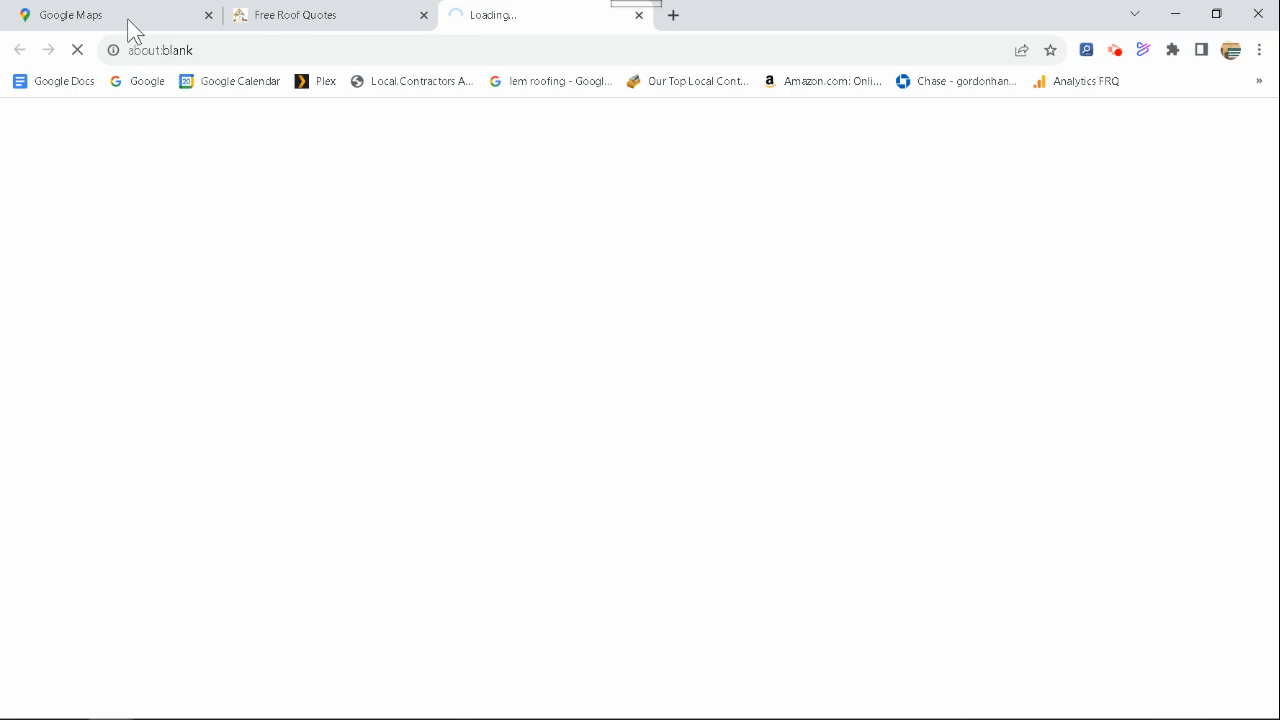 Google Maps Free Roof Quotes Loading...
about:blank
Google Docs Google Google Calendar Plex Local Contractors A... lem roofing - Googl... Our Top Local Cont... Amazon.com: Onli... Chase - gordonhan... Analytics FRQ »